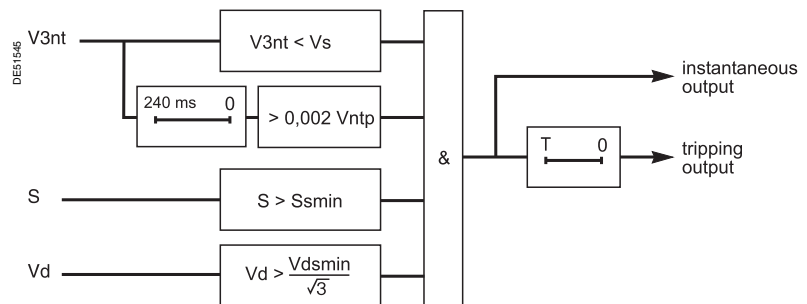 DE51545
V3nt
V3nt < Vs
240 ms 0
> 0,002 Vntp
S
S > Ssmin
Vd
Vd > Vdsmin
√3
&
instantaneous
output
T 0
tripping
output